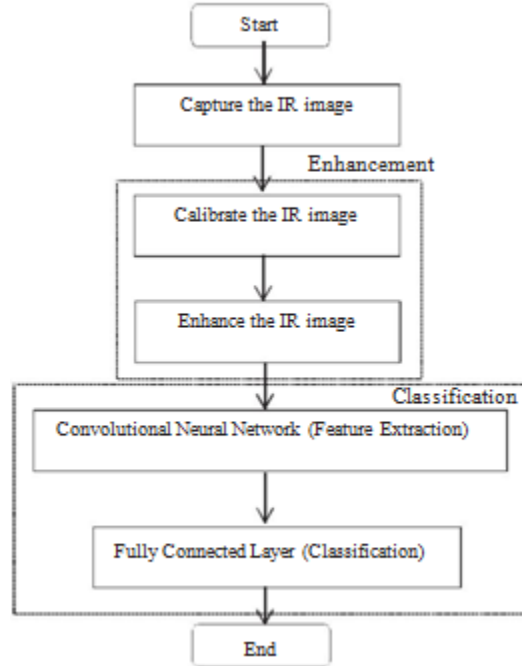 Start
Capture the IR image
Enhancement
Calibrate the IR image
Enhance the IR image
Classification
Convolutional Neural Network (Feature Extraction)
Fully Connected Layer (Classification)
End